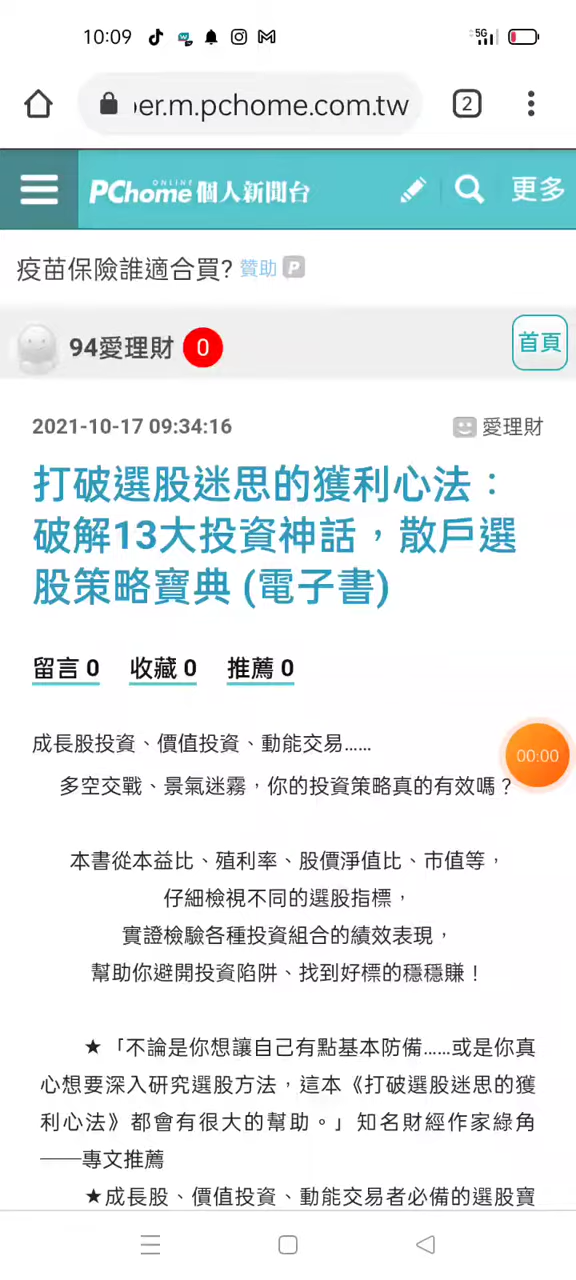 10:09
5G
ber.m.pchome.com.tw
2
PChome ONLINE 個人新聞台
更多
疫苗保險誰適合買? 贊助 P
94愛理財 0
首頁
2021-10-17 09:34:16
愛理財
打破選股迷思的獲利心法：
破解13大投資神話，散戶選
股策略寶典 (電子書)
留言 0 收藏 0 推薦 0
成長股投資、價值投資、動能交易……
00:00
多空交戰、景氣迷霧，你的投資策略真的有效嗎？
本書從本益比、殖利率、股價淨值比、市值等，
仔細檢視不同的選股指標，
實證檢驗各種投資組合的績效表現，
幫助你避開投資陷阱、找到好標的穩穩賺！
★「不論是你想讓自己有點基本防備……或是你真
心想要深入研究選股方法，這本《打破選股迷思的獲
利心法》都會有很大的幫助。」知名財經作家綠角
──專文推薦
★成長股、價值投資、動能交易者必備的選股寶